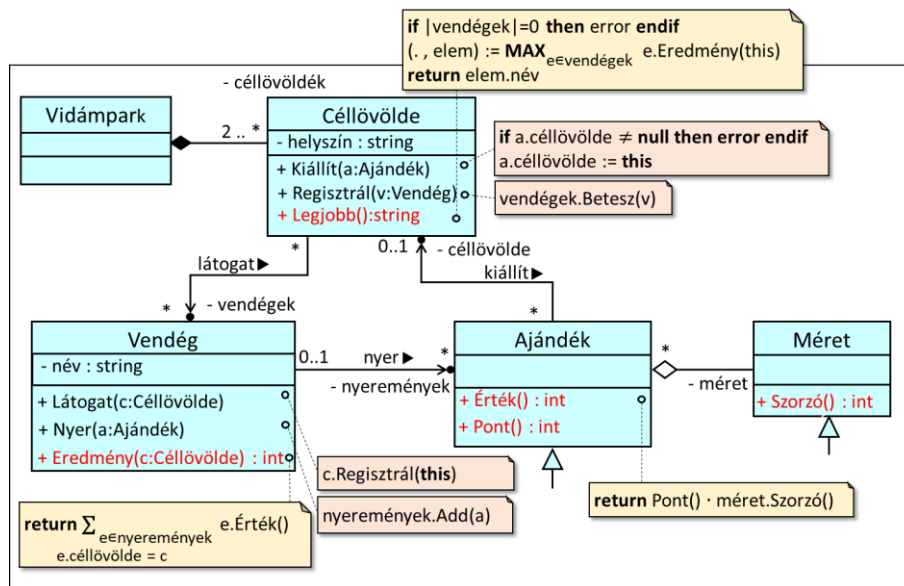 if |vendégek|=0 then error endif
(. , elem) := MAX e∈vendégek e.Eredmény(this)
return elem.név
- céllövöldék
Vidámpark
2 .. *
Céllövölde
- helyszín : string
+ Kiállít(a:Ajándék)
+ Regisztrál(v:Vendég)
+ Legjobb():string
if a.céllövölde ≠ null then error endif
a.céllövölde := this
vendégek.Betesz(v)
*
látogat▶
* - vendégek
0..1 - céllövölde
kiállít▶
*
Vendég
- név : string
+ Látogat(c:Céllövölde)
+ Nyer(a:Ajándék)
+ Eredmény(c:Céllövölde) : int
0..1 nyer▶ *
- nyeremények
Ajándék
+ Érték() : int
+ Pont() : int
*
- méret
Méret
+ Szorzó() : int
c.Regisztrál(this)
nyeremények.Add(a)
return Pont() · méret.Szorzó()
return ∑ e∈nyeremények e.Érték()
e.céllövölde = c